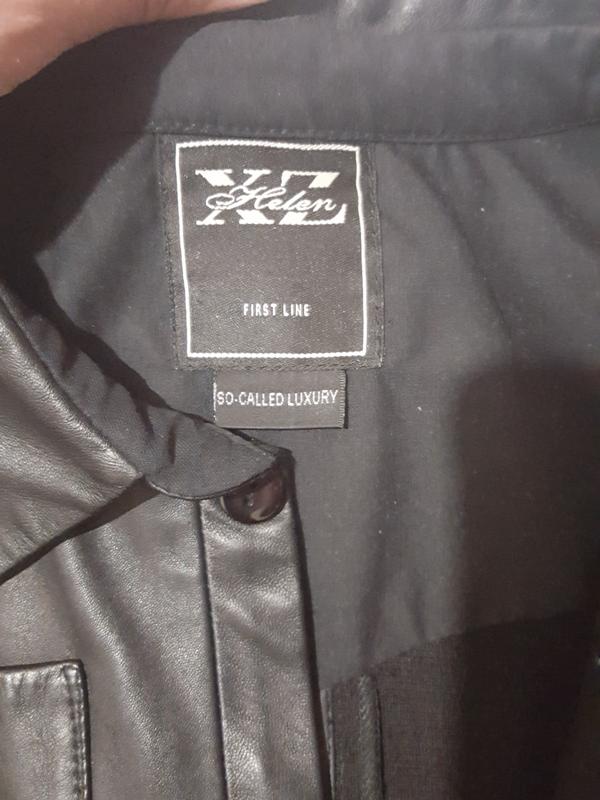 XZ
Helen
FIRST LINE
SO-CALLED LUXURY